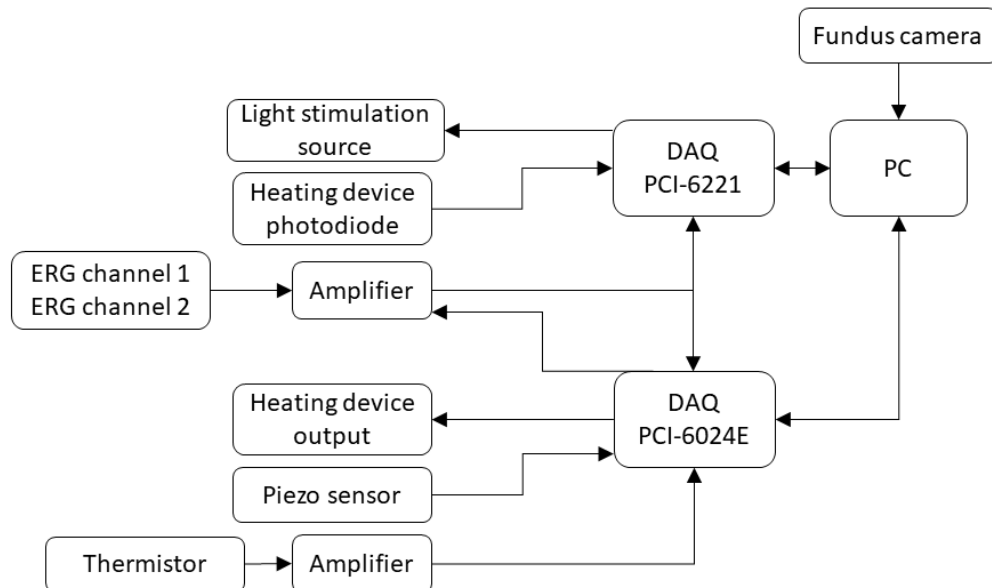 Fundus camera
Light stimulation
source
DAQ
PCI-6221
PC
Heating device
photodiode
ERG channel 1
ERG channel 2
Amplifier
Heating device
output
DAQ
PCI-6024E
Piezo sensor
Thermistor
Amplifier